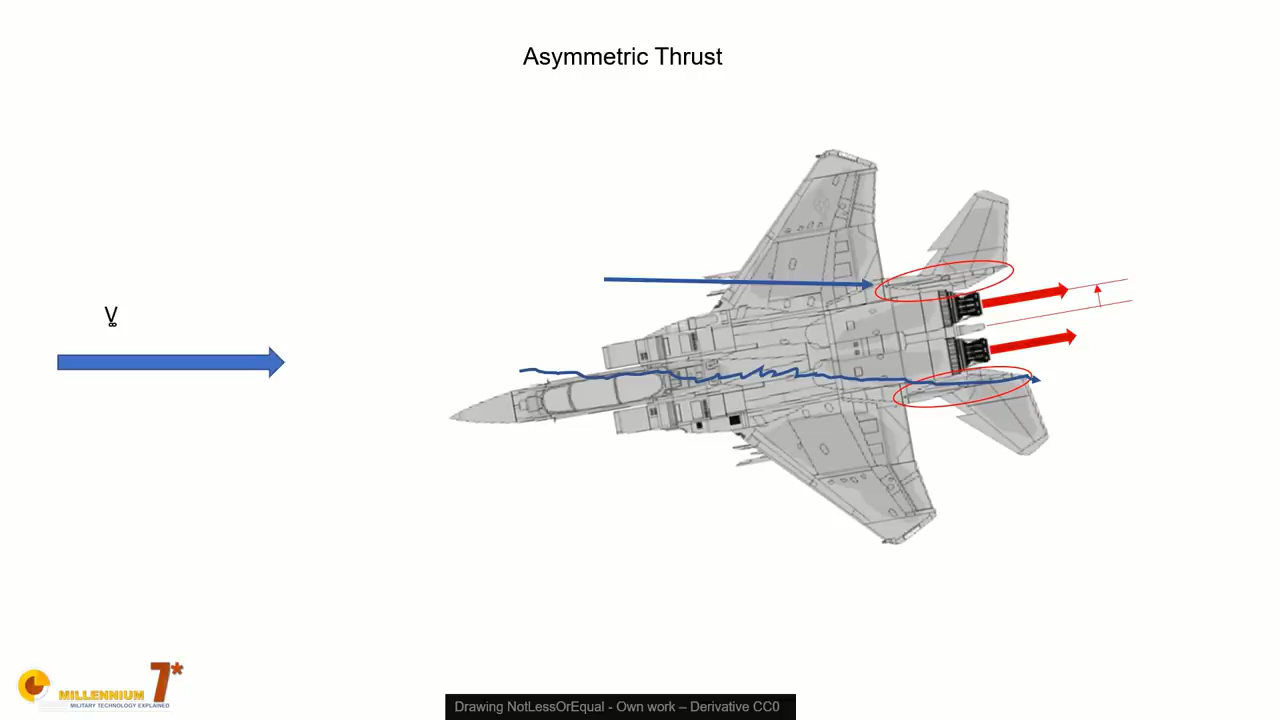 Asymmetric Thrust
V∞
MILLENNIUM 7*
MILITARY TECHNOLOGY EXPLAINED
Drawing NotLessOrEqual - Own work – Derivative CC0